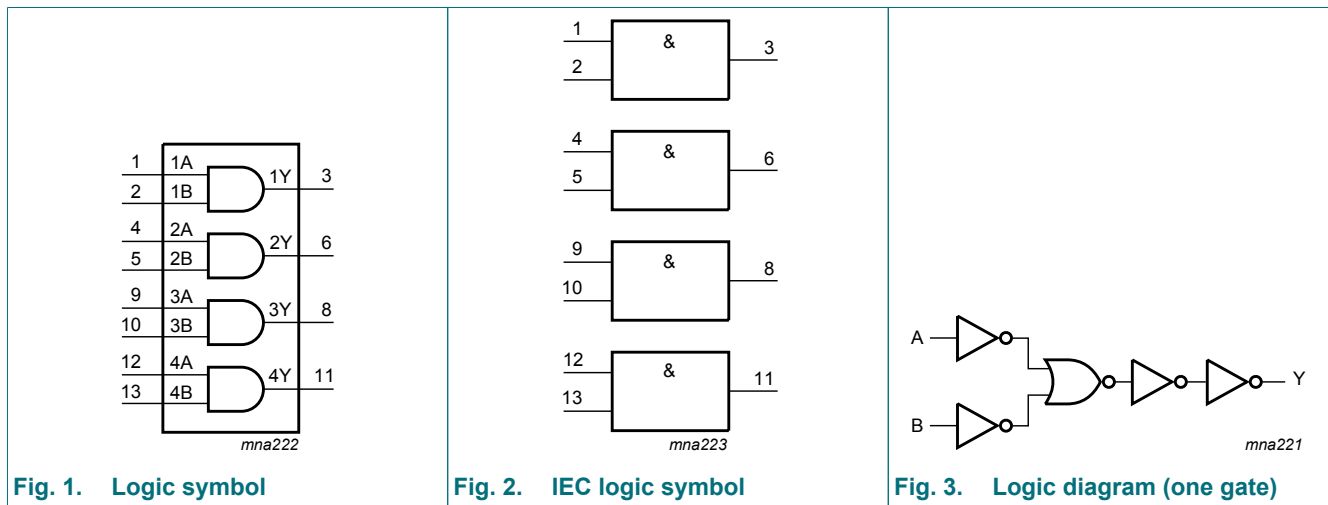 1 1A
2 1B
1Y 3
4 2A
5 2B
2Y 6
9 3A
10 3B
3Y 8
12 4A
13 4B
4Y 11
mna222
Fig. 1. Logic symbol
1
2
&
3
4
5
&
6
9
10
&
8
12
13
&
11
mna223
Fig. 2. IEC logic symbol
A
B
Y
mna221
Fig. 3. Logic diagram (one gate)